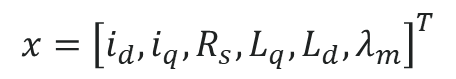 x = [i_d, i_q, R_s, L_q, L_d, λ_m]^T